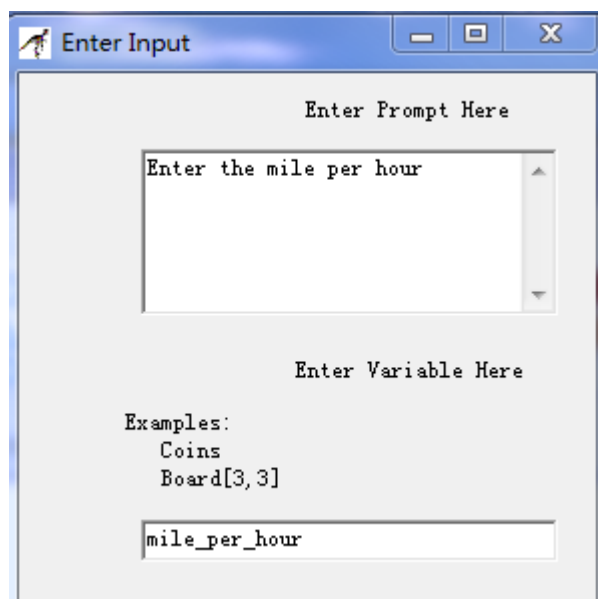 Enter Input
Enter Prompt Here
Enter the mile per hour
Enter Variable Here
Examples:
Coins
Board[3,3]
mile_per_hour